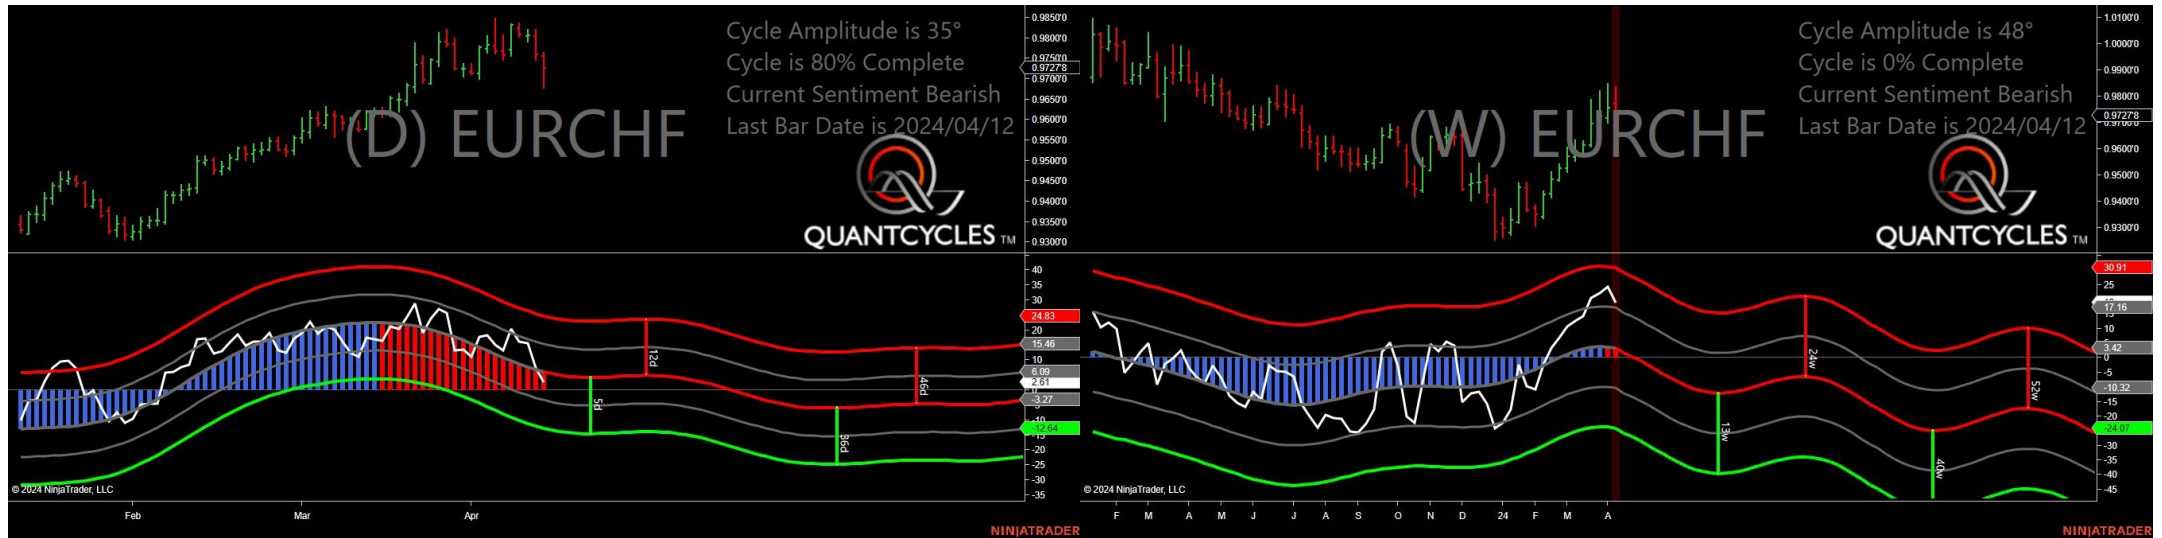 Cycle Amplitude is 35°
Cycle is 80% Complete
Current Sentiment Bearish
Last Bar Date is 2024/04/12
(D) EURCHF
QUANTCYCLES TM
0.9850'0
0.9800'0
0.9750'0
0.9727'8
0.9700'0
0.9650'0
0.9600'0
0.9550'0
0.9500'0
0.9450'0
0.9400'0
0.9350'0
0.9300'0
40
35
30
24.83
20
15.46
10
6.09
2.61
-3.27
-12.64
-15
-20
-25
-30
-35
5d
12d
36d
46d
© 2024 NinjaTrader, LLC
Feb Mar Apr
NINJATRADER
Cycle Amplitude is 48°
Cycle is 0% Complete
Current Sentiment Bearish
Last Bar Date is 2024/04/12
(W) EURCHF
QUANTCYCLES TM
1.0100'0
1.0000'0
0.9900'0
0.9800'0
0.9727'8
0.9700'0
0.9600'0
0.9500'0
0.9400'0
0.9300'0
30.91
25
17.16
15
10
3.42
0
-5
-10.32
-15
-20
-24.07
-30
-35
-40
-45
13w
24w
40w
52w
© 2024 NinjaTrader, LLC
F M A M J J A S O N D 24 F M A
NINJATRADER